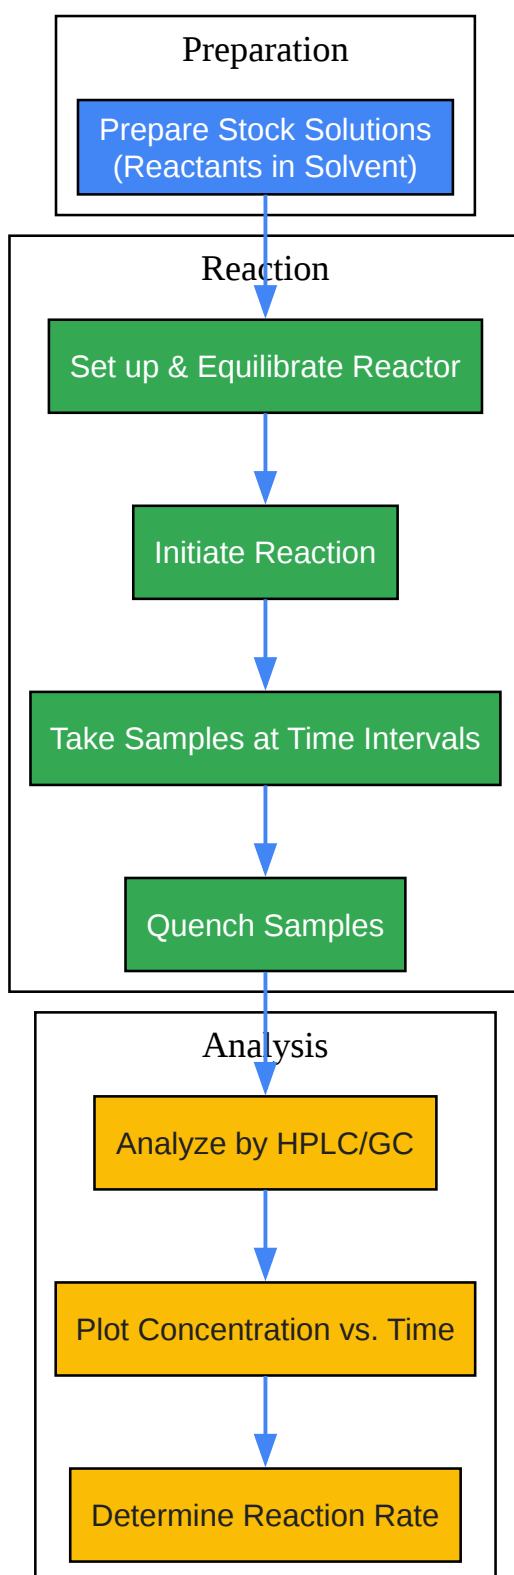 Preparation
Prepare Stock Solutions
(Reactants in Solvent)
Reaction
Set up & Equilibrate Reactor
Initiate Reaction
Take Samples at Time Intervals
Quench Samples
Analysis
Analyze by HPLC/GC
Plot Concentration vs. Time
Determine Reaction Rate